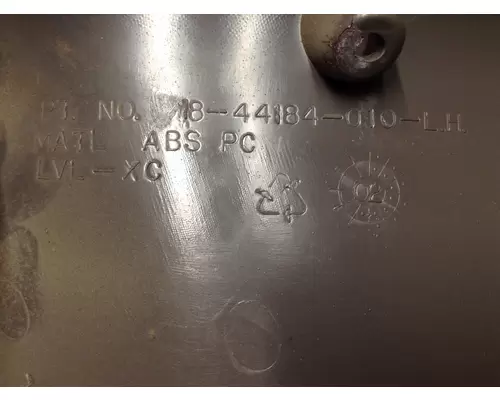 PT. NO. 18-44184-010-L.H.
MATL ABS PC
LVL-XC